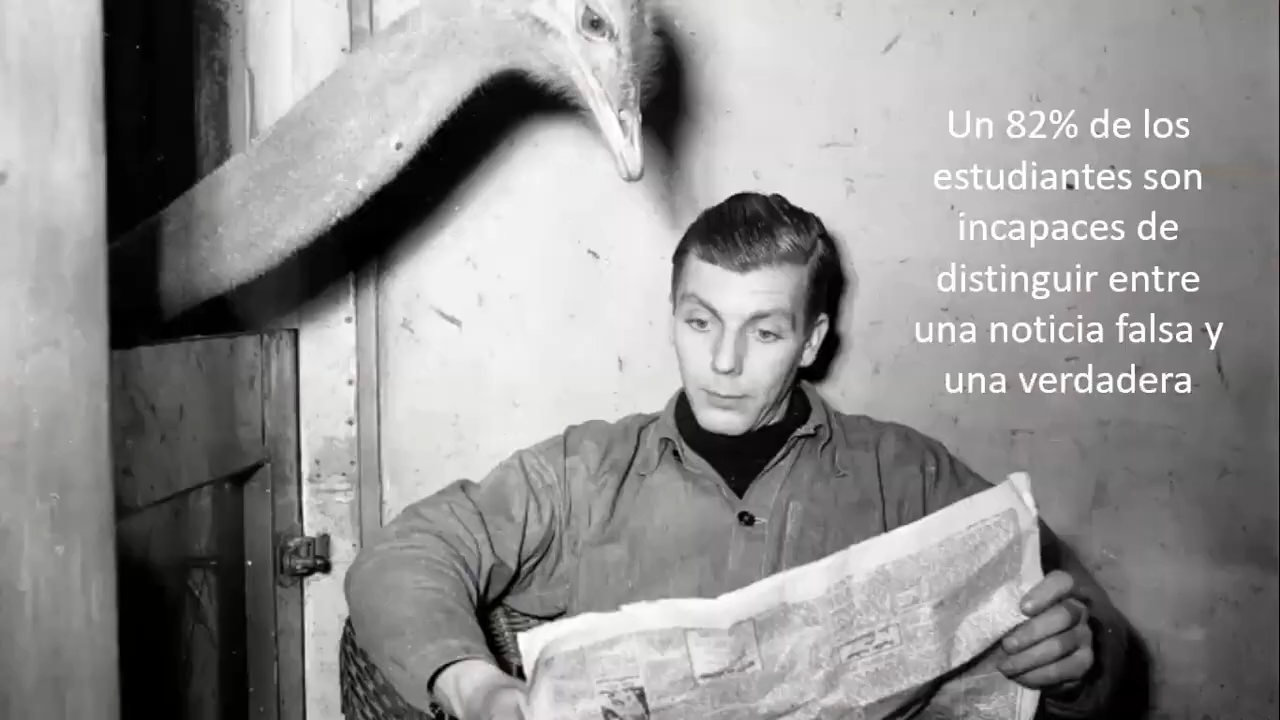 Un 82% de los
estudiantes son
incapaces de
distinguir entre
una noticia falsa y
una verdadera